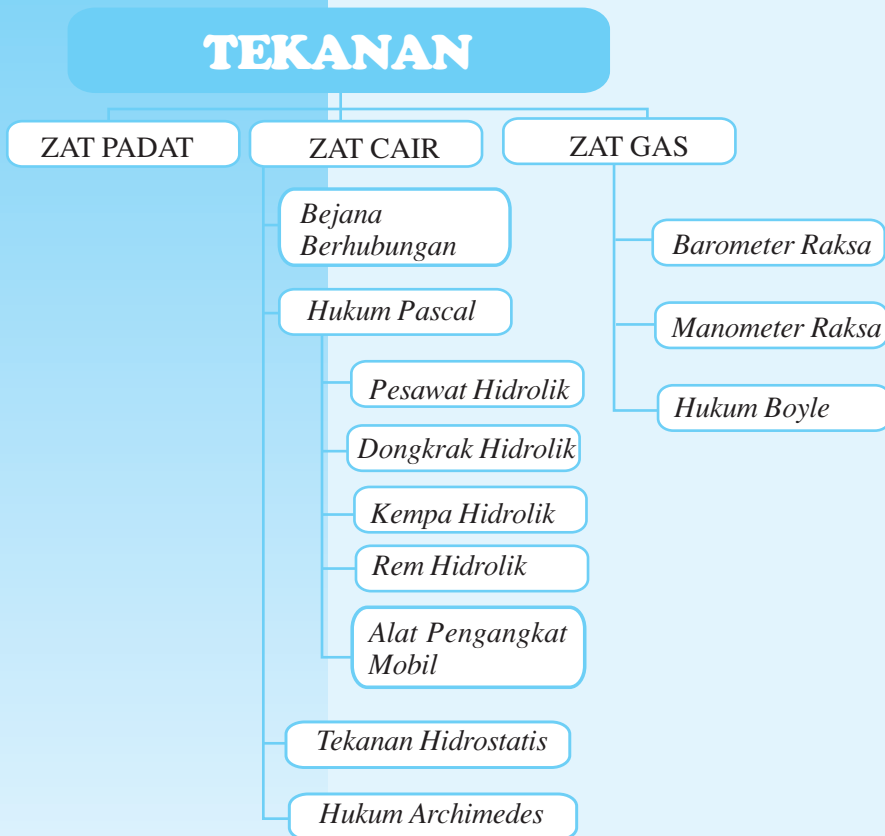 TEKANAN
ZAT PADAT
ZAT CAIR
ZAT GAS
Bejana
Berhubungan
Hukum Pascal
Pesawat Hidrolik
Dongkrak Hidrolik
Kempa Hidrolik
Rem Hidrolik
Alat Pengangkat
Mobil
Tekanan Hidrostatis
Hukum Archimedes
Barometer Raksa
Manometer Raksa
Hukum Boyle